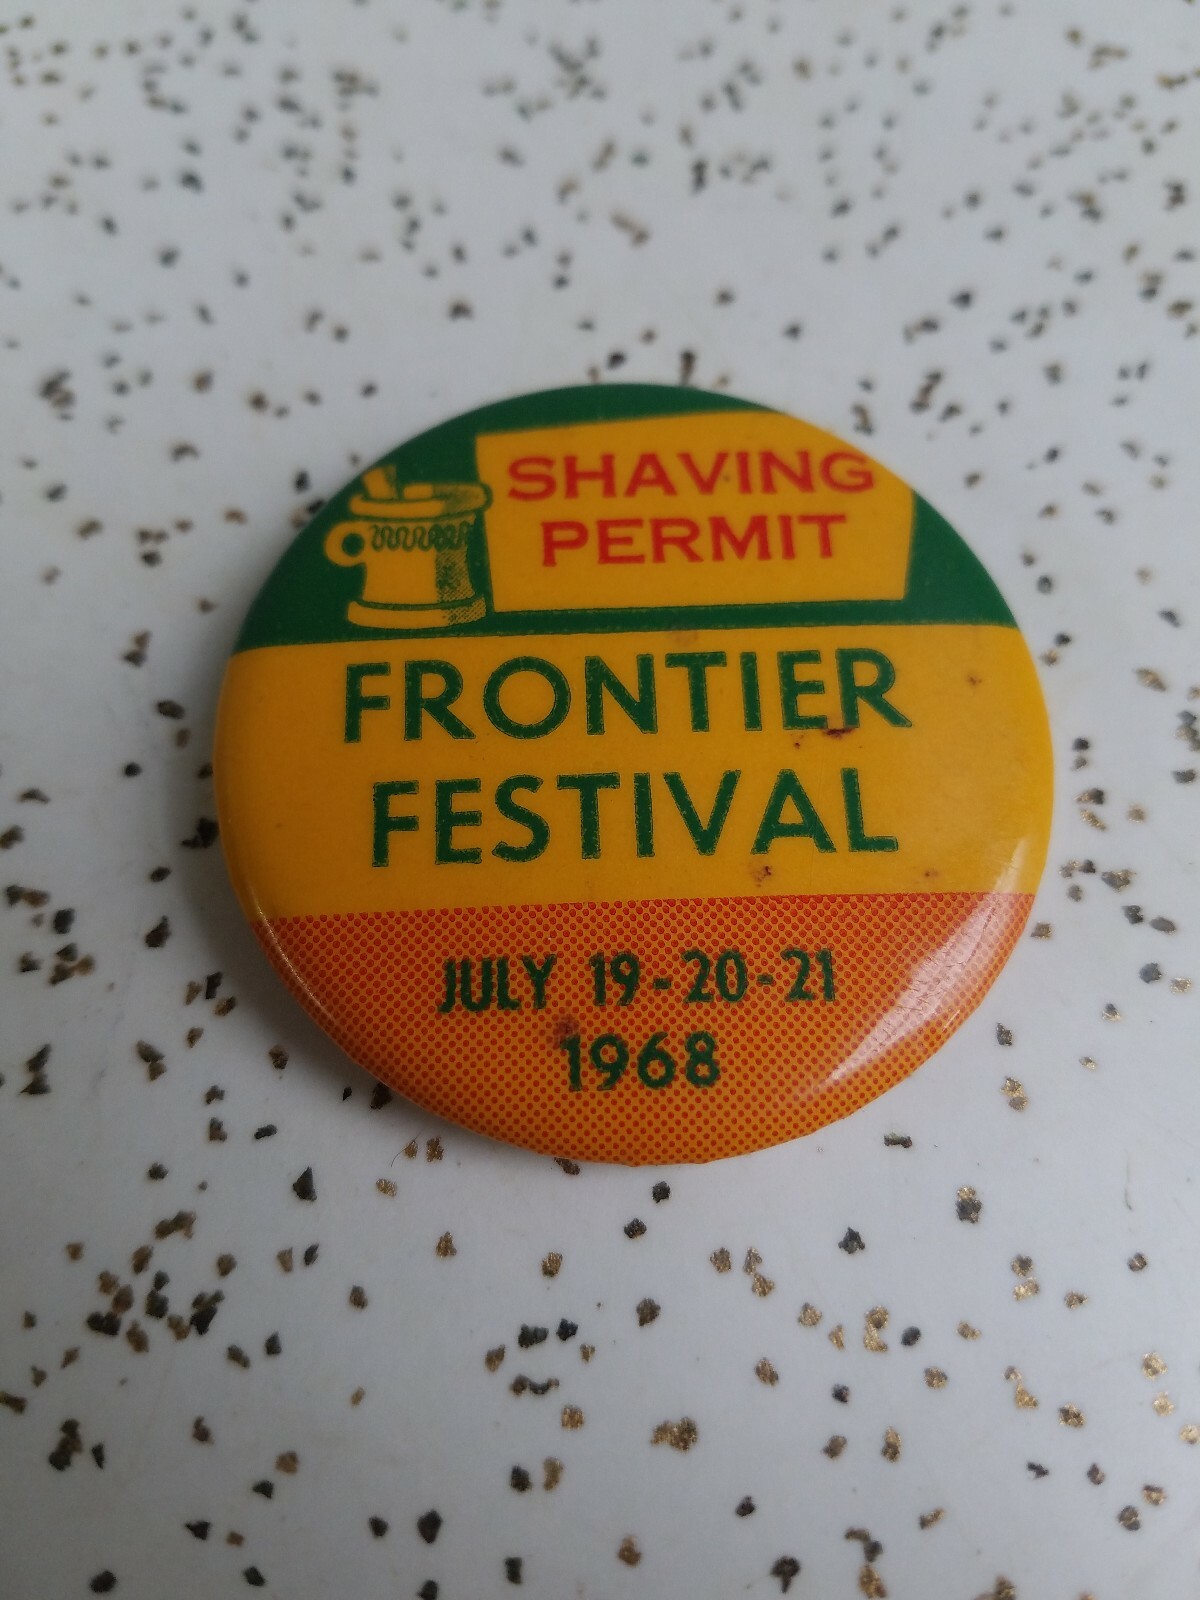 SHAVING
PERMIT
FRONTIER
FESTIVAL
JULY 19-20-21
1968